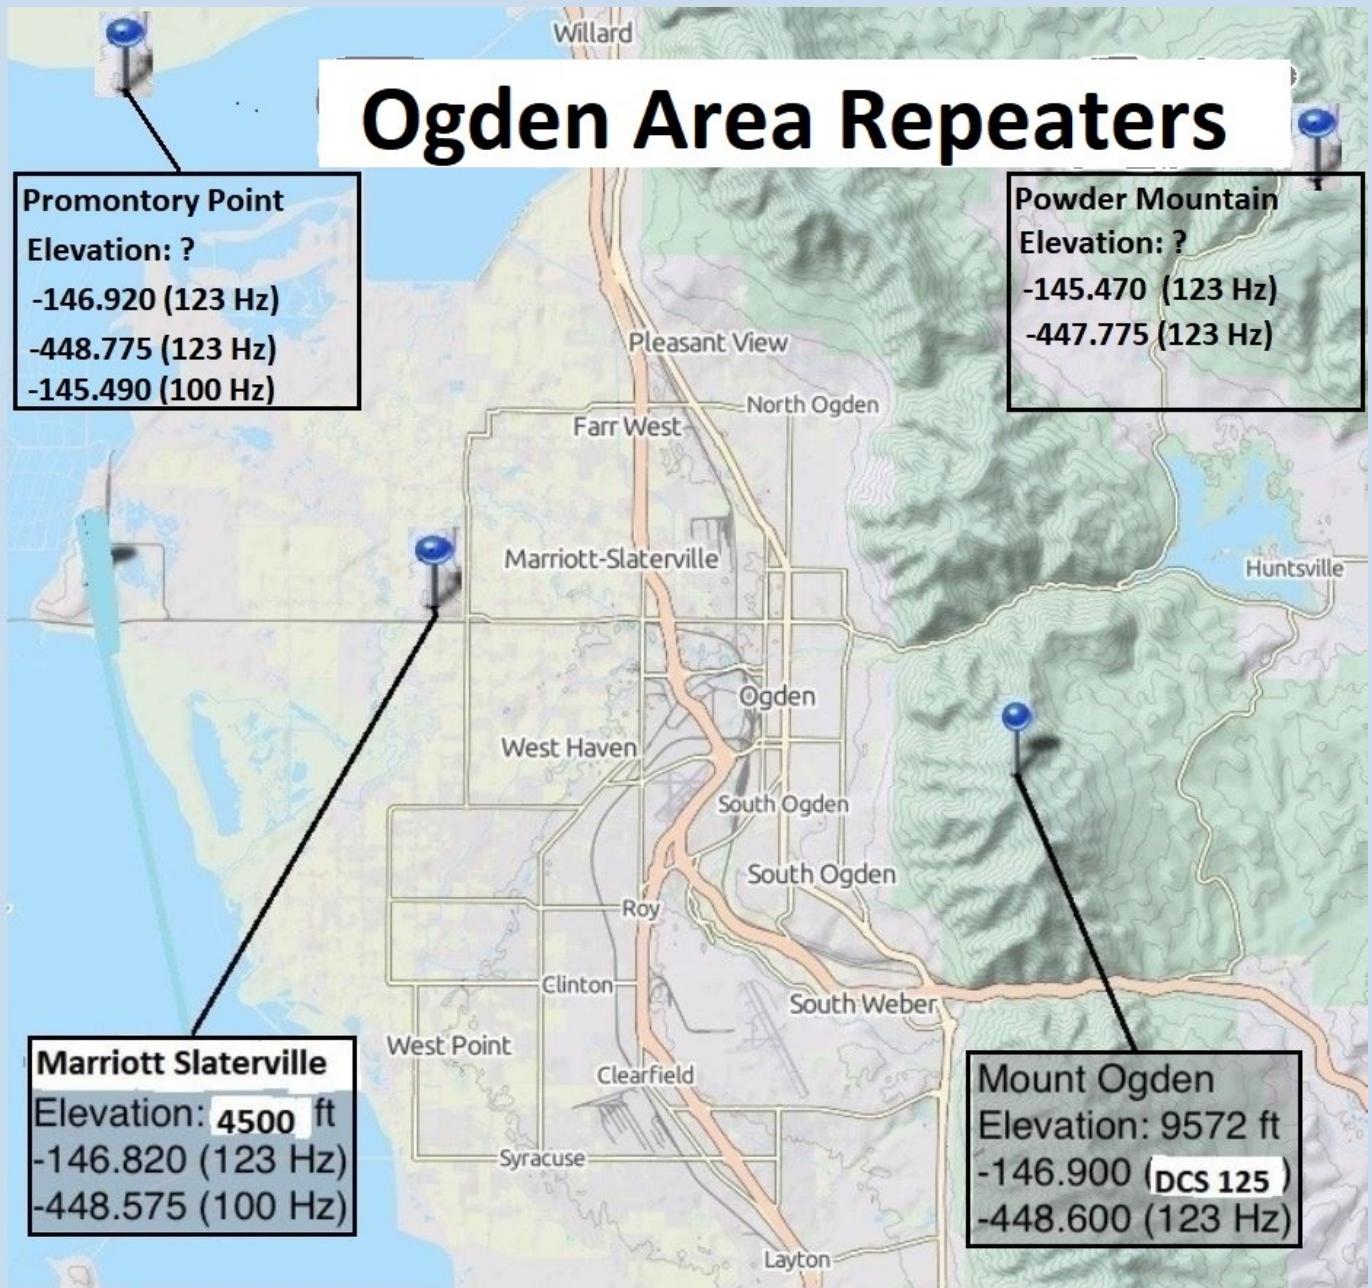 Willard
Ogden Area Repeaters
Promontory Point
Elevation: ?
-146.920 (123 Hz)
-448.775 (123 Hz)
-145.490 (100 Hz)
Powder Mountain
Elevation: ?
-145.470 (123 Hz)
-447.775 (123 Hz)
Pleasant View
North Ogden
Farr West
Marriott-Slaterville
Huntsville
Ogden
West Haven
South Ogden
South Ogden
Roy
Clinton
South Weber
West Point
Clearfield
Syracuse
Layton
Marriott Slaterville
Elevation: 4500 ft
-146.820 (123 Hz)
-448.575 (100 Hz)
Mount Ogden
Elevation: 9572 ft
-146.900 (DCS 125 )
-448.600 (123 Hz)